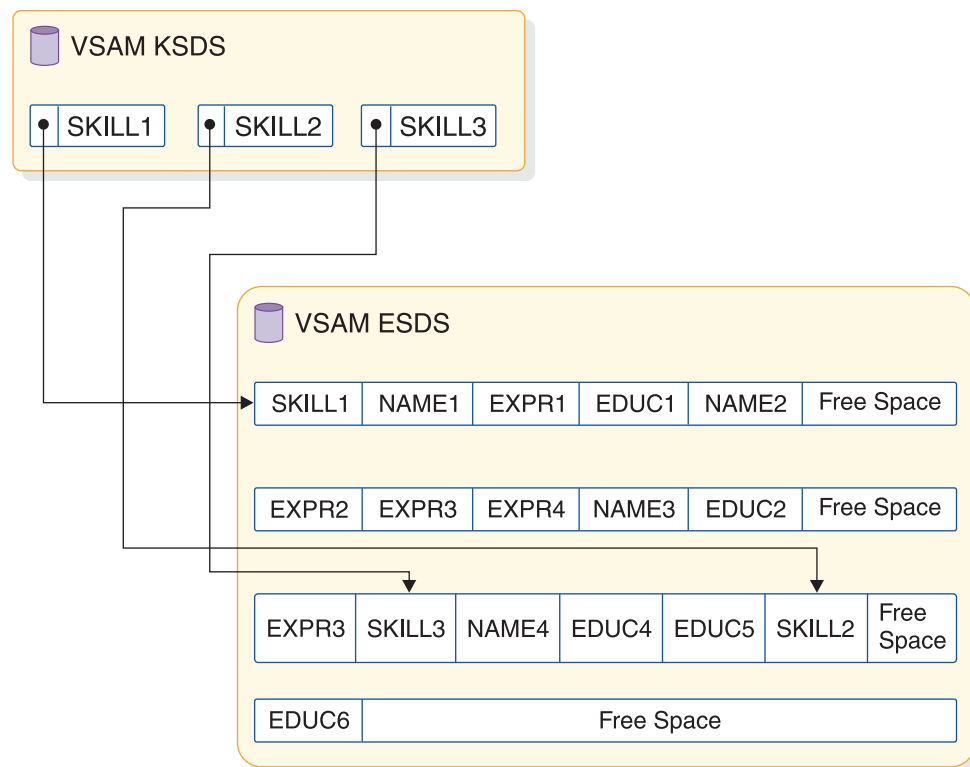 VSAM KSDS
SKILL1 SKILL2 SKILL3
VSAM ESDS
SKILL1 NAME1 EXPR1 EDUC1 NAME2 Free Space
EXPR2 EXPR3 EXPR4 NAME3 EDUC2 Free Space
EXPR3 SKILL3 NAME4 EDUC4 EDUC5 SKILL2 Free
Space
EDUC6 Free Space